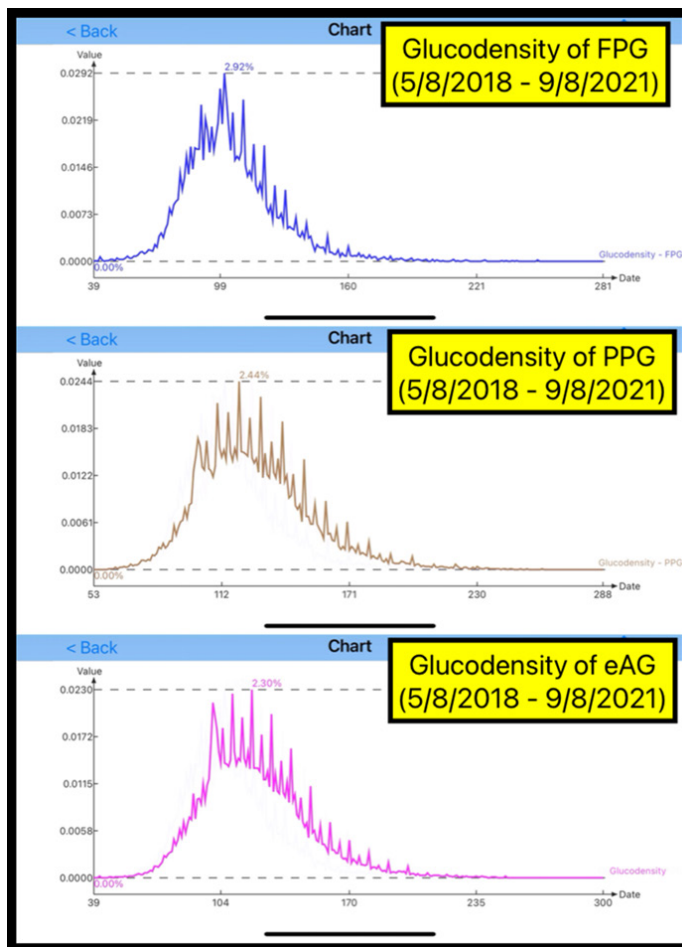 < Back
Chart
Glucodensity of FPG
(5/8/2018 - 9/8/2021)
Value
2.92%
0.0292
0.0219
0.0146
0.0073
0.0000
0.00%
Glucodensity - FPG
39
99
160
221
281
Date
< Back
Chart
Glucodensity of PPG
(5/8/2018 - 9/8/2021)
Value
2.44%
0.0244
0.0183
0.0122
0.0061
0.0000
0.00%
Glucodensity - PPG
53
112
171
230
288
Date
< Back
Chart
Glucodensity of eAG
(5/8/2018 - 9/8/2021)
Value
2.30%
0.0230
0.0172
0.0115
0.0058
0.0000
0.00%
Glucodensity
39
104
170
235
300
Date